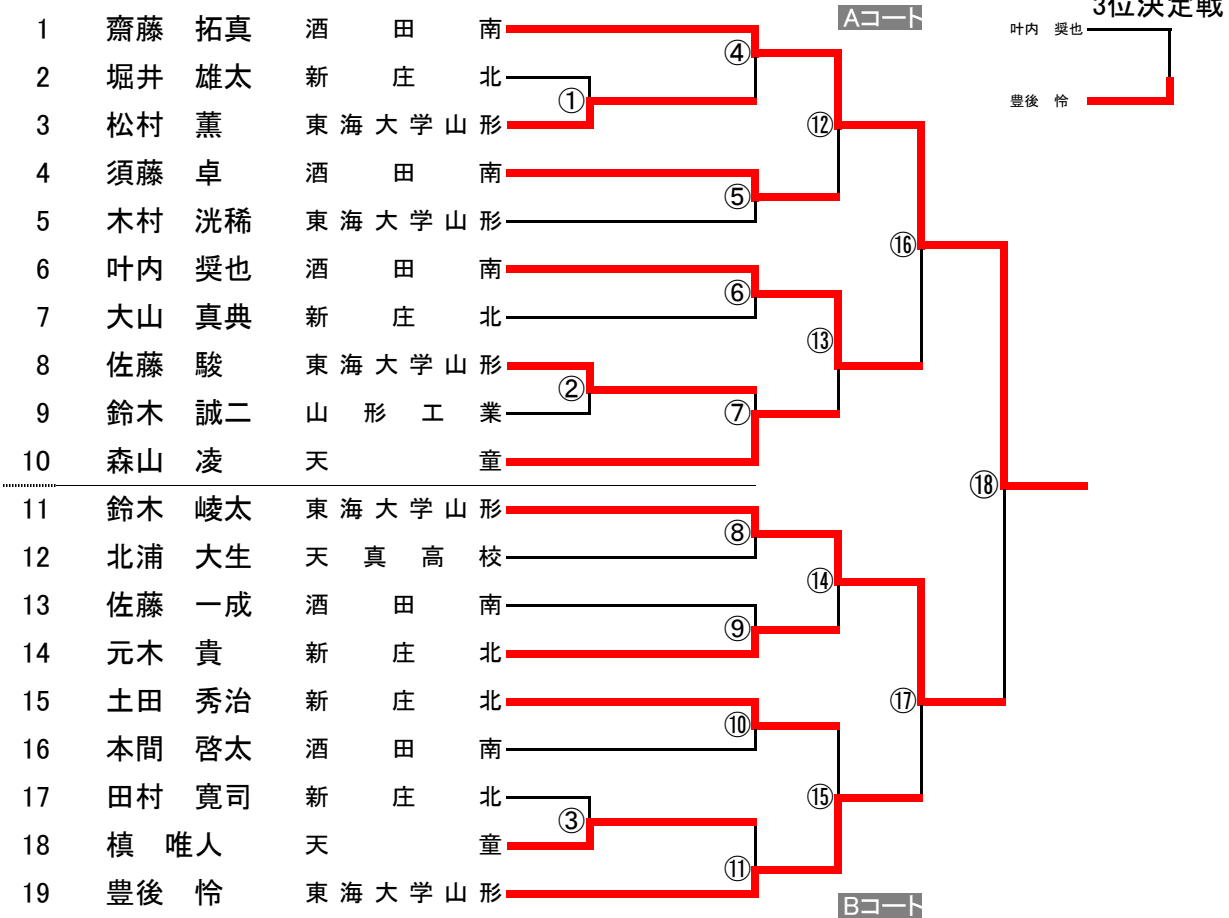 3位決定戦
Aコート
叶内 奨也
豊後 怜
1 齋藤 拓真 酒田南
2 堀井 雄太 新庄北
3 松村 薫 東海大学山形
4 須藤 卓 酒田南
5 木村 洸稀 東海大学山形
6 叶内 奨也 酒田南
7 大山 真典 新庄北
8 佐藤 駿 東海大学山形
9 鈴木 誠二 山形工業
10 森山 凌 天童
11 鈴木 崚太 東海大学山形
12 北浦 大生 天真高校
13 佐藤 一成 酒田南
14 元木 貴 新庄北
15 土田 秀治 新庄北
16 本間 啓太 酒田南
17 田村 寛司 新庄北
18 槙 唯人 天童
19 豊後 怜 東海大学山形
①
②
③
④
⑤
⑥
⑦
⑧
⑨
⑩
⑪
⑫
⑬
⑭
⑮
⑯
⑰
⑱
Bコート